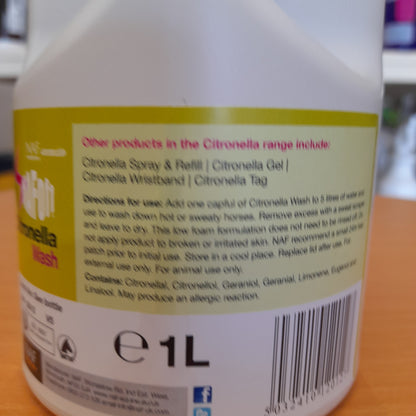 NAF
Citronella
Wash
Other products in the Citronella range include:
Citronella Spray & Refill | Citronella Gel |
Citronella Wristband | Citronella Tag
Directions for use: Add one capful of Citronella Wash to 5 litres of water and
use to wash down hot or sweaty horses. Remove excess with a sweat scraper
and leave to dry. This low foam formulation does not need to be rinsed off. Do
not apply product to broken or irritated skin. NAF recommend a small 24hr test
patch prior to initial use. Store in a cool place. Replace lid after use. For
external use only. For animal use only.
Contains: Citronellal, Citronellol, Geraniol, Geranial, Limonene, Eugenol and
Linalool. May produce an allergic reaction.
e 1L